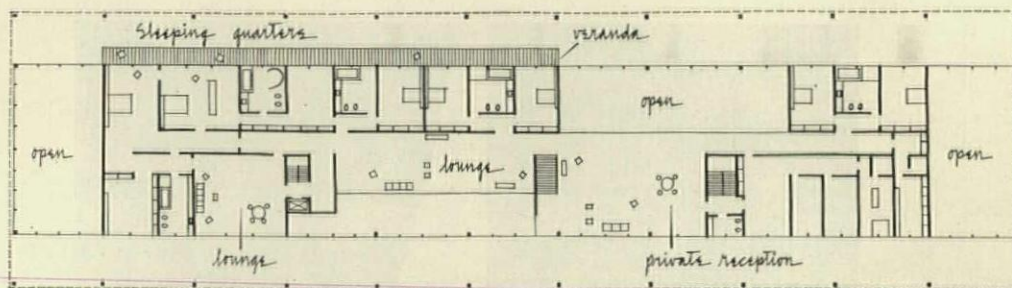 Sleeping quarters
veranda
open
open
lounge
open
lounge
private reception